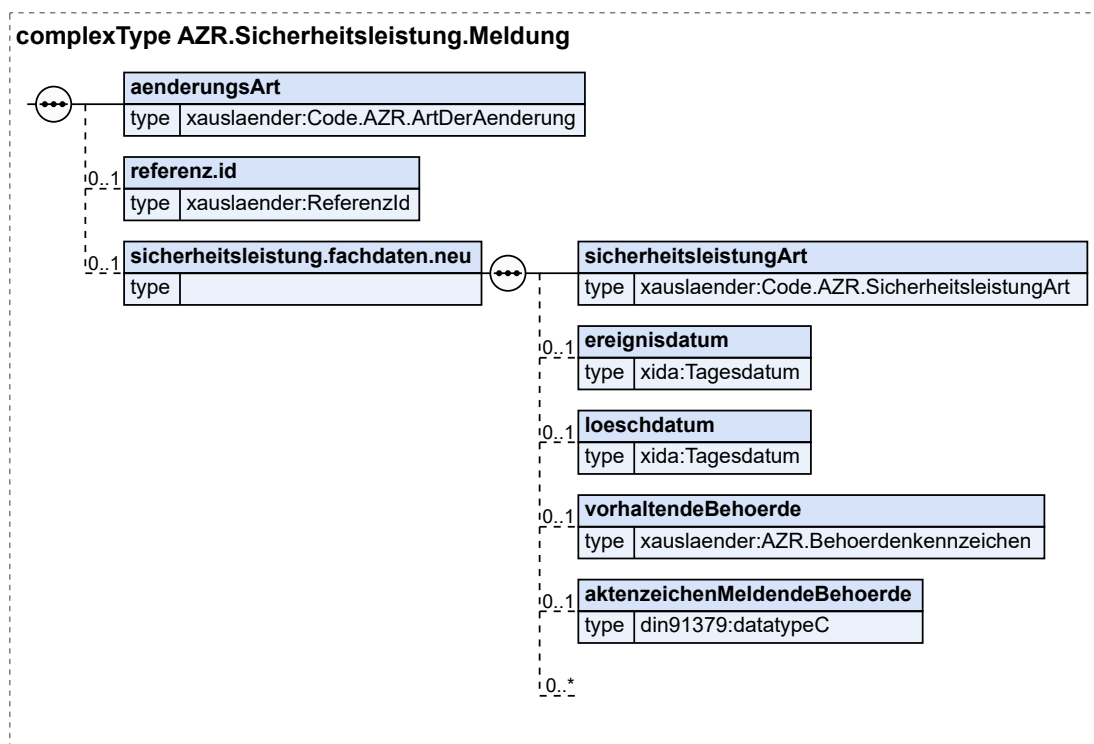 complexType AZR.Sicherheitsleistung.Meldung
aenderungsArt
type xauslaender:Code.AZR.ArtDerAenderung
0..1 referenz.id
type xauslaender:ReferenzId
0..1 sicherheitsleistung.fachdaten.neu
type
sicherheitsleistungArt
type xauslaender:Code.AZR.SicherheitsleistungArt
0..1 ereignisdatum
type xida:Tagesdatum
0..1 loeschdatum
type xida:Tagesdatum
0..1 vorhaltendeBehoerde
type xauslaender:AZR.Behoerdenkennzeichen
0..1 aktenzeichenMeldendeBehoerde
type din91379:datatypeC
0..*